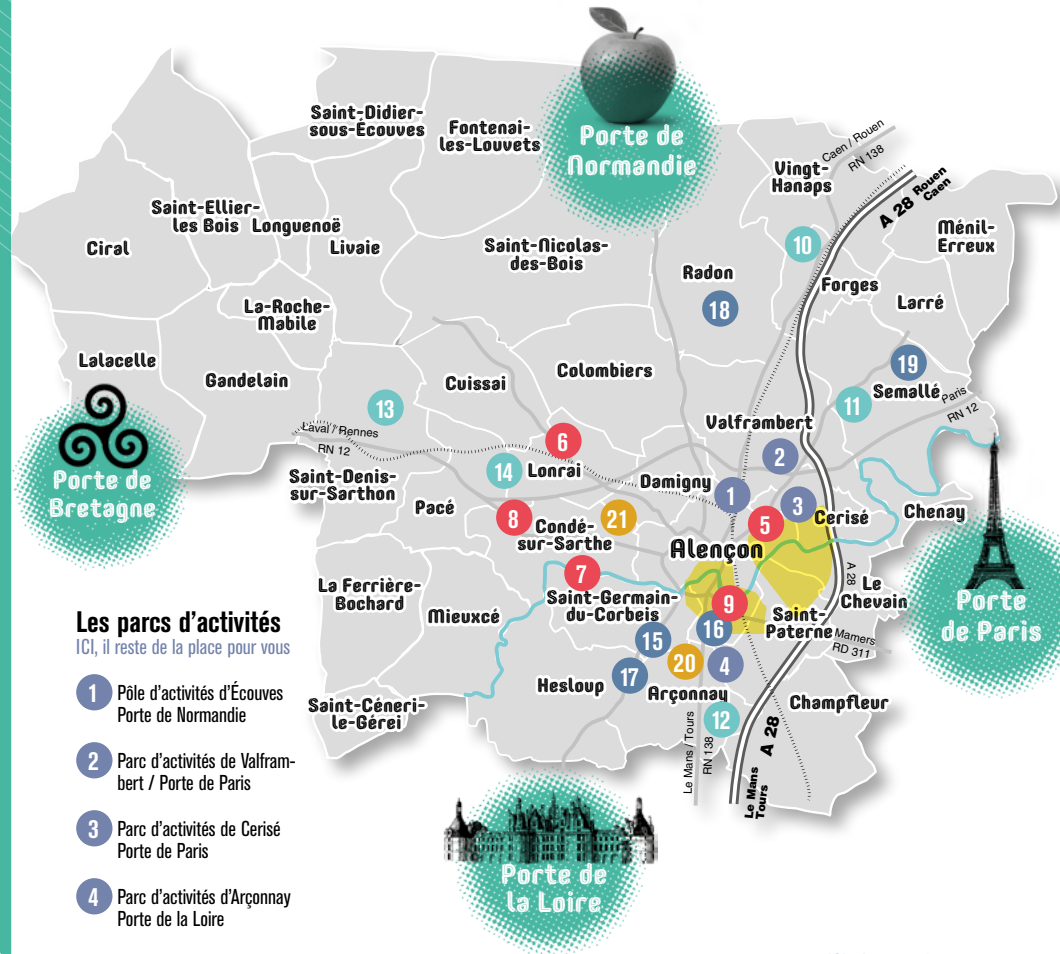 Porte de
Normandie
Saint-Didier-
sous-Écouves
Fontenai-
les-Louvets
Vingt-
Hanaps
Caen / Rouen
RN 138
A 28 Rouen
Caen
Ménil-
Erreux
Saint-Ellier-
les Bois
Longuenoë
Ciral
Livaie
Saint-Nicolas-
des-Bois
10
Radon
18
Forges
Larré
La-Roche-
Mabile
Lalacelle
Gandelain
Cuissai
Colombiers
19
Semallé
Paris
RN 12
11
13
Valframbert
Laval / Rennes
RN 12
6
14
Lonrai
2
Damigny
1
3
Cerisé
Chenay
Porte de
Bretagne
Saint-Denis-
sur-Sarthon
Pacé
8
Condé-
sur-Sarthe
21
5
Alençon
7
La Ferrière-
Bochard
Mieuxcé
Saint-Germain-
du-Corbeis
9
A 28
Le
Chevain
Saint-
Paterne
Mamers
RD 311
Porte
de Paris
15
16
17
20
4
Hesloup
Arçonnay
12
Champfleur
Saint-Céneri-
le-Gérei
Le Mans / Tours
RN 138
Le Mans
Tours
A 28
Porte de
la Loire
Les parcs d’activités
ICI, il reste de la place pour vous
1 Pôle d’activités d’Écouves
Porte de Normandie
2 Parc d’activités de Valfram-
bert / Porte de Paris
3 Parc d’activités de Cerisé
Porte de Paris
4 Parc d’activités d’Arçonnay
Porte de la Loire